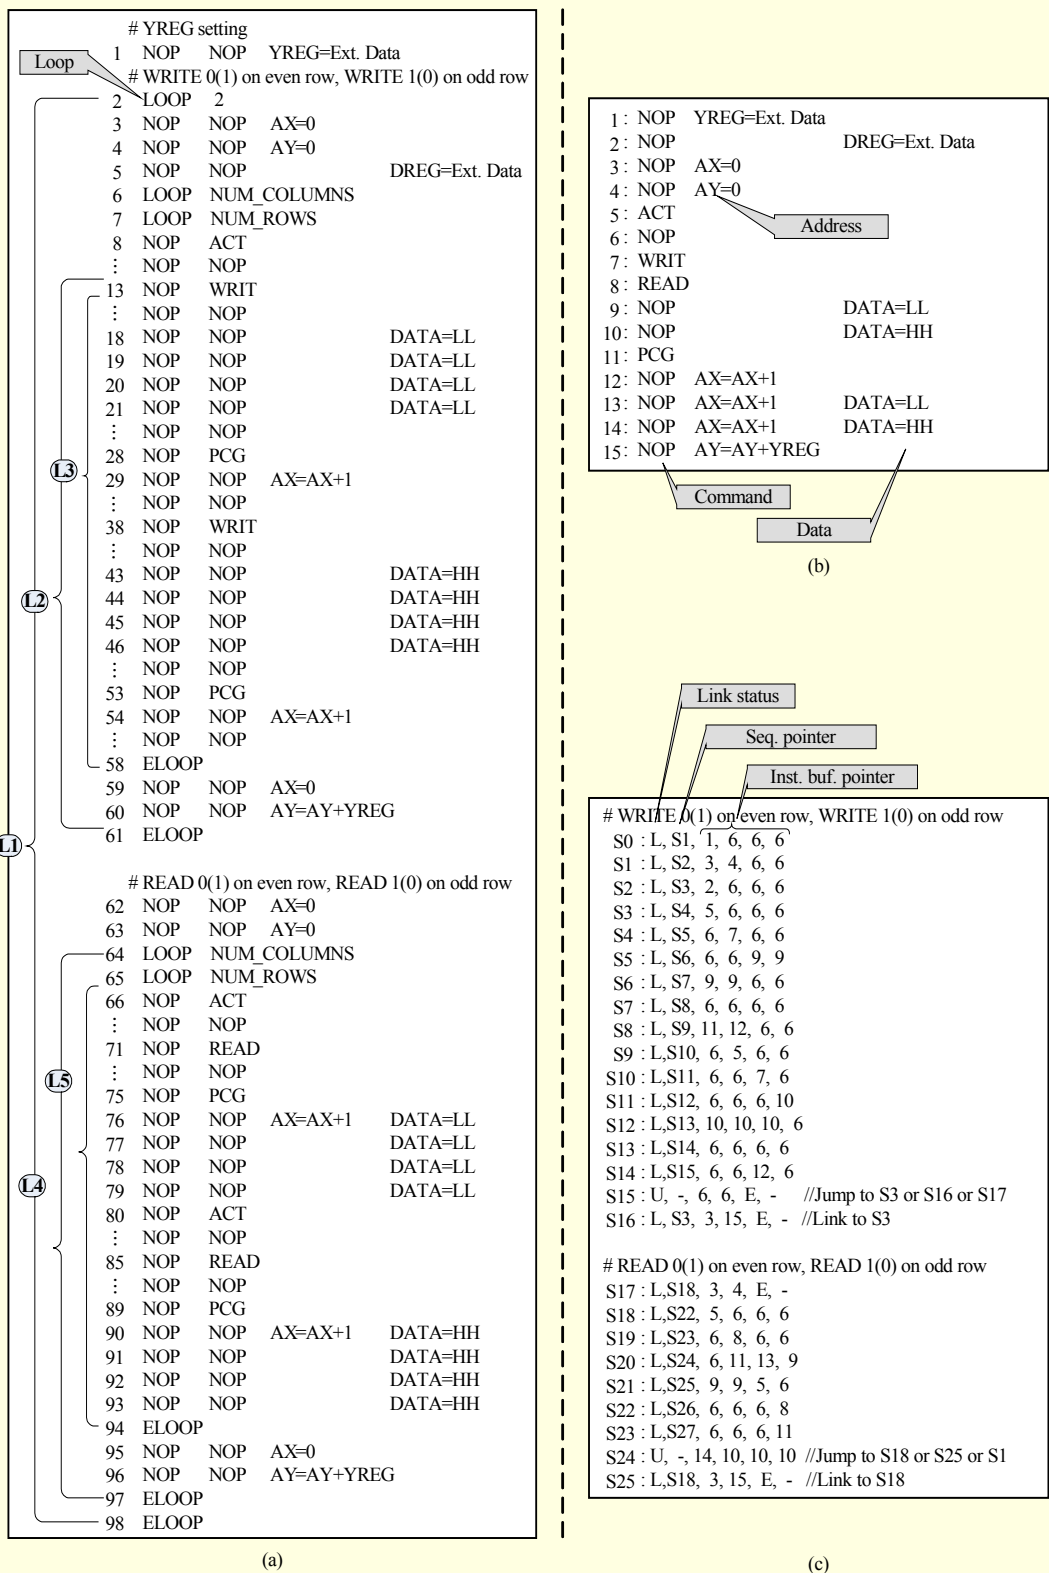 # YREG setting
1 NOP NOP YREG=Ext. Data
Loop
# WRITE 0(1) on even row, WRITE 1(0) on odd row
2 LOOP 2
3 NOP NOP AX=0
4 NOP NOP AY=0
5 NOP NOP DREG=Ext. Data
6 LOOP NUM_COLUMNS
7 LOOP NUM_ROWS
8 NOP ACT
⋮ NOP NOP
13 NOP WRIT
⋮ NOP NOP
18 NOP NOP DATA=LL
19 NOP NOP DATA=LL
20 NOP NOP DATA=LL
21 NOP NOP DATA=LL
⋮ NOP NOP
28 NOP PCG
L3
29 NOP NOP AX=AX+1
⋮ NOP NOP
38 NOP WRIT
⋮ NOP NOP
43 NOP NOP DATA=HH
L2
44 NOP NOP DATA=HH
45 NOP NOP DATA=HH
46 NOP NOP DATA=HH
⋮ NOP NOP
53 NOP PCG
54 NOP NOP AX=AX+1
⋮ NOP NOP
58 ELOOP
59 NOP NOP AX=0
60 NOP NOP AY=AY+YREG
61 ELOOP
L1
# READ 0(1) on even row, READ 1(0) on odd row
62 NOP NOP AX=0
63 NOP NOP AY=0
64 LOOP NUM_COLUMNS
65 LOOP NUM_ROWS
66 NOP ACT
⋮ NOP NOP
71 NOP READ
⋮ NOP NOP
L5
75 NOP PCG
76 NOP NOP AX=AX+1 DATA=LL
77 NOP NOP DATA=LL
78 NOP NOP DATA=LL
L4
79 NOP NOP DATA=LL
80 NOP ACT
⋮ NOP NOP
85 NOP READ
⋮ NOP NOP
89 NOP PCG
90 NOP NOP AX=AX+1 DATA=HH
91 NOP NOP DATA=HH
92 NOP NOP DATA=HH
93 NOP NOP DATA=HH
94 ELOOP
95 NOP NOP AX=0
96 NOP NOP AY=AY+YREG
97 ELOOP
98 ELOOP
(a)
1: NOP YREG=Ext. Data
2: NOP DREG=Ext. Data
3: NOP AX=0
4: NOP AY=0
5: ACT
Address
6: NOP
7: WRIT
8: READ
9: NOP DATA=LL
10: NOP DATA=HH
11: PCG
12: NOP AX=AX+1
13: NOP AX=AX+1 DATA=LL
14: NOP AX=AX+1 DATA=HH
15: NOP AY=AY+YREG
Command
Data
(b)
Link status
Seq. pointer
Inst. buf. pointer
# WRITE 0(1) on even row, WRITE 1(0) on odd row
S0 : L, S1, 1, 6, 6, 6
S1 : L, S2, 3, 4, 6, 6
S2 : L, S3, 2, 6, 6, 6
S3 : L, S4, 5, 6, 6, 6
S4 : L, S5, 6, 7, 6, 6
S5 : L, S6, 6, 6, 9, 9
S6 : L, S7, 9, 9, 6, 6
S7 : L, S8, 6, 6, 6, 6
S8 : L, S9, 11, 12, 6, 6
S9 : L,S10, 6, 5, 6, 6
S10 : L,S11, 6, 6, 7, 6
S11 : L,S12, 6, 6, 6, 10
S12 : L,S13, 10, 10, 10, 6
S13 : L,S14, 6, 6, 6, 6
S14 : L,S15, 6, 6, 12, 6
S15 : U, -, 6, 6, E, - //Jump to S3 or S16 or S17
S16 : L, S3, 3, 15, E, - //Link to S3
# READ 0(1) on even row, READ 1(0) on odd row
S17 : L,S18, 3, 4, E, -
S18 : L,S22, 5, 6, 6, 6
S19 : L,S23, 6, 8, 6, 6
S20 : L,S24, 6, 11, 13, 9
S21 : L,S25, 9, 9, 5, 6
S22 : L,S26, 6, 6, 6, 8
S23 : L,S27, 6, 6, 6, 11
S24 : U, -, 14, 10, 10, 10 //Jump to S18 or S25 or S1
S25 : L,S18, 3, 15, E, - //Link to S18
(c)